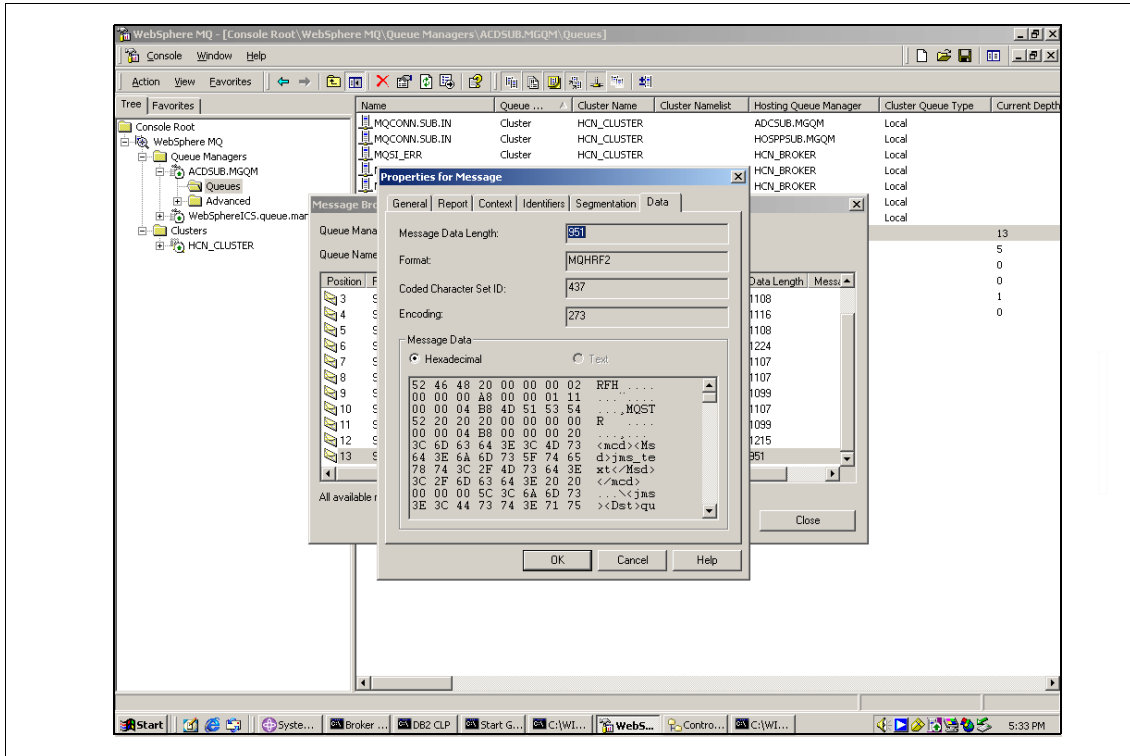 WebSphere MQ - [Console Root\WebSphere MQ\Queue Managers\ACDSUB.MGQM\Queues]
Console Window Help
Action View Favorites
Tree Favorites
Name Queue ... Cluster Name Cluster Namelist Hosting Queue Manager Cluster Queue Type Current Depth
Console Root
WebSphere MQ
Queue Managers
ACDSUB.MGQM
Queues
Advanced
WebSphereICS.queue.mar
Clusters
HCN_CLUSTER
MQCONN.SUB.IN Cluster HCN_CLUSTER ADCSUB.MGQM Local
MQCONN.SUB.IN Cluster HCN_CLUSTER HOSPPSUB.MGQM Local
MQSI_ERR Cluster HCN_CLUSTER HCN_BROKER Local
HCN_BROKER Local
HCN_BROKER Local
Local
Local
13
5
0
0
1
0
Message Bro
Queue Mana
Queue Name
Position Data Length Messa
3 1108
4 1116
5 1108
6 1224
7 1107
8 1107
9 1099
10 1107
11 1099
12 1215
13 951
All available
Close
Properties for Message
General Report Context Identifiers Segmentation Data
Message Data Length: 951
Format: MQHRF2
Coded Character Set ID: 437
Encoding: 273
Message Data
Hexadecimal Text
52 46 48 20 00 00 00 02 RFH ....
00 00 00 A8 00 00 01 11 ...¨....
00 00 04 B8 4D 51 53 54 ...¸MQST
52 20 20 20 00 00 00 00 R ....
00 00 04 B8 00 00 00 20 ...¸...
3C 6D 63 64 3E 3C 4D 73 <mcd><Ms
64 3E 6A 6D 73 5F 74 65 d>jms_te
78 74 3C 2F 4D 73 64 3E xt</Msd>
3C 2F 6D 63 64 3E 20 20 </mcd>
00 00 00 5C 3C 6A 6D 73 ...\<jms
3E 3C 44 73 74 3E 71 75 ><Dst>qu
OK Cancel Help
Start Syste... Broker ... DB2 CLP Start G... C:\WI... WebS... Contro... C:\WI... 5:33 PM